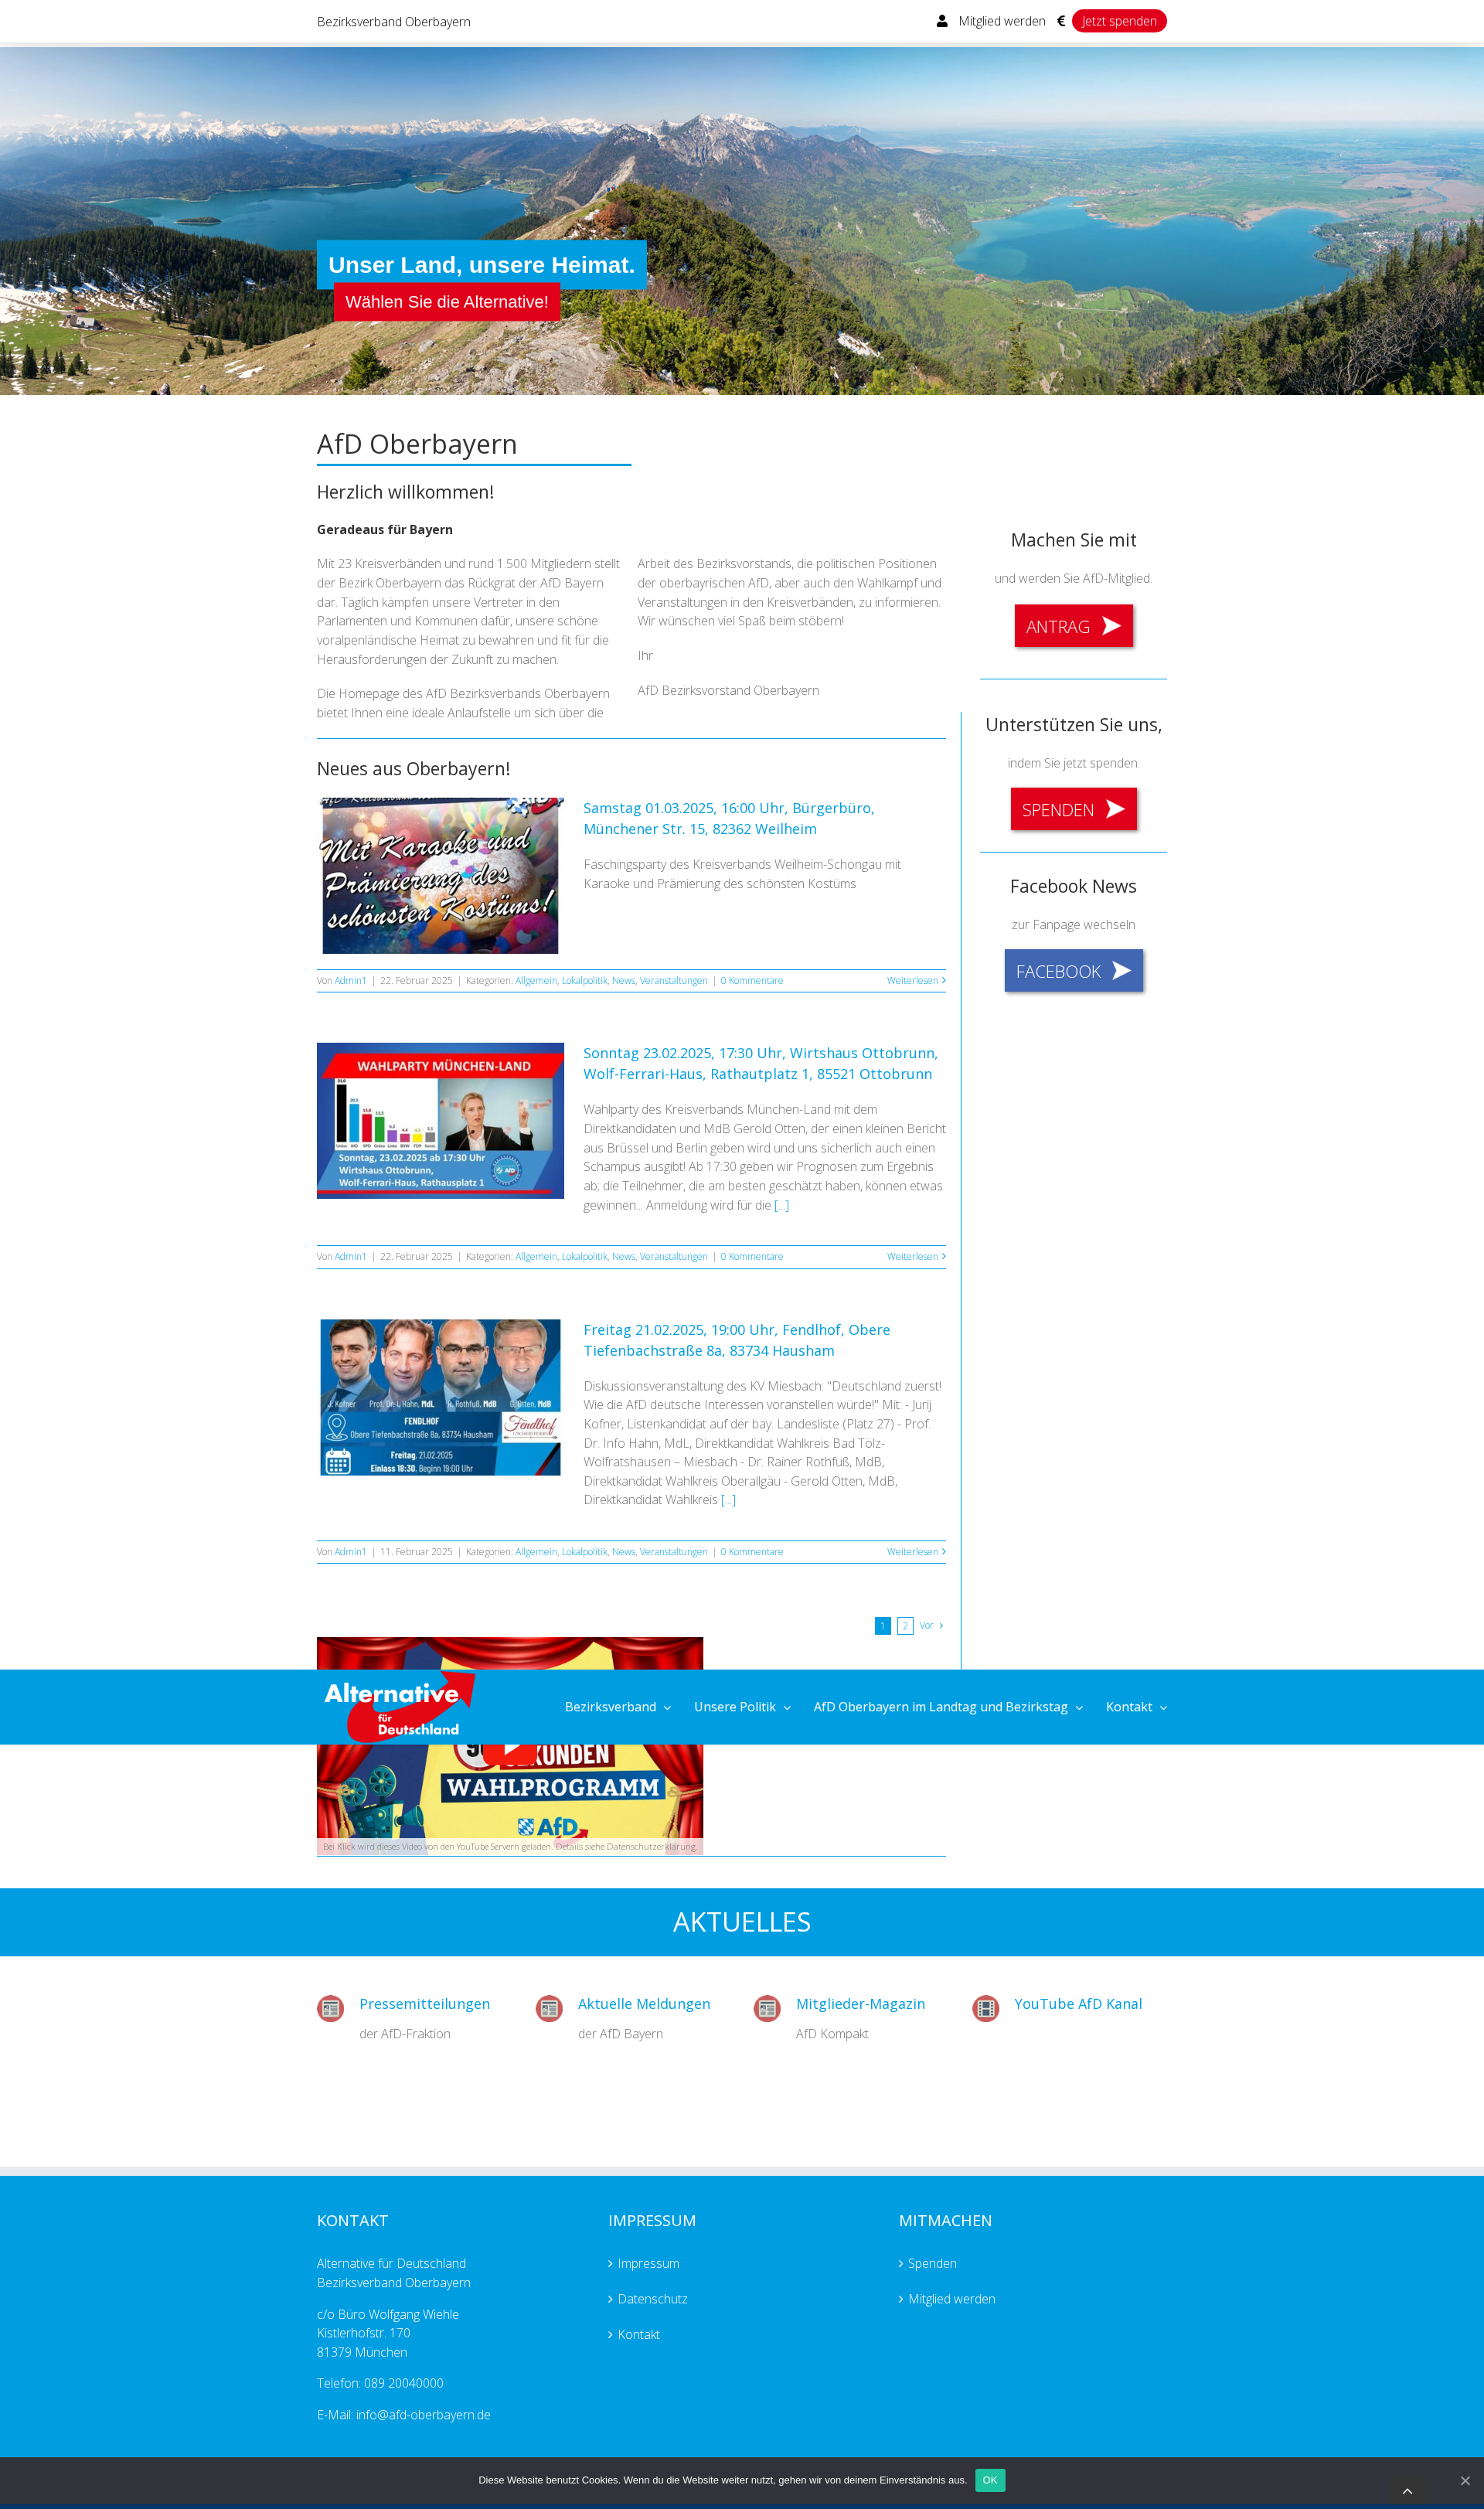 Bezirksverband Oberbayern
Mitglied werden
€ Jetzt spenden
Unser Land, unsere Heimat.
Wählen Sie die Alternative!
AfD Oberbayern
Herzlich willkommen!
Geradeaus für Bayern
Mit 23 Kreisverbänden und rund 1.500 Mitgliedern stellt
der Bezirk Oberbayern das Rückgrat der AfD Bayern
dar. Täglich kämpfen unsere Vertreter in den
Parlamenten und Kommunen dafür, unsere schöne
voralpenländische Heimat zu bewahren und fit für die
Herausforderungen der Zukunft zu machen.
Die Homepage des AfD Bezirksverbands Oberbayern
bietet Ihnen eine ideale Anlaufstelle um sich über die
Arbeit des Bezirksvorstands, die politischen Positionen
der oberbayrischen AfD, aber auch den Wahlkampf und
Veranstaltungen in den Kreisverbänden, zu informieren.
Wir wünschen viel Spaß beim stöbern!
Ihr
AfD Bezirksvorstand Oberbayern
Machen Sie mit
und werden Sie AfD-Mitglied.
ANTRAG
Unterstützen Sie uns,
indem Sie jetzt spenden.
SPENDEN
Facebook News
zur Fanpage wechseln
FACEBOOK
Neues aus Oberbayern!
Mit Karaoke und
Prämierung des
schönsten Kostüms!
Samstag 01.03.2025, 16:00 Uhr, Bürgerbüro,
Münchener Str. 15, 82362 Weilheim
Faschingsparty des Kreisverbands Weilheim-Schongau mit
Karaoke und Prämierung des schönsten Kostüms
Von Admin1 | 22. Februar 2025 | Kategorien: Allgemein, Lokalpolitik, News, Veranstaltungen | 0 Kommentare
Weiterlesen
WAHLPARTY MÜNCHEN-LAND
Sonntag, 23.02.2025 ab 17:30 Uhr
Wirtshaus Ottobrunn,
Wolf-Ferrari-Haus, Rathausplatz 1
Sonntag 23.02.2025, 17:30 Uhr, Wirtshaus Ottobrunn,
Wolf-Ferrari-Haus, Rathautplatz 1, 85521 Ottobrunn
Wahlparty des Kreisverbands München-Land mit dem
Direktkandidaten und MdB Gerold Otten, der einen kleinen Bericht
aus Brüssel und Berlin geben wird und uns sicherlich auch einen
Schampus ausgibt! Ab 17:30 geben wir Prognosen zum Ergebnis
ab; die Teilnehmer, die am besten geschätzt haben, können etwas
gewinnen... Anmeldung wird für die [...]
Von Admin1 | 22. Februar 2025 | Kategorien: Allgemein, Lokalpolitik, News, Veranstaltungen | 0 Kommentare
Weiterlesen
J. Kofner Prof. Dr. I. Hahn, MdL R. Rothfuß, MdB G. Otten, MdB
FENDLHOF
Obere Tiefenbachstraße 8a, 83734 Hausham
Fendlhof
Freitag, 21.02.2025
Einlass 18:30, Beginn 19:00 Uhr
Freitag 21.02.2025, 19:00 Uhr, Fendlhof, Obere
Tiefenbachstraße 8a, 83734 Hausham
Diskussionsveranstaltung des KV Miesbach: "Deutschland zuerst!
Wie die AfD deutsche Interessen voranstellen würde!" Mit: - Jurij
Kofner, Listenkandidat auf der bay. Landesliste (Platz 27) - Prof.
Dr. Info Hahn, MdL, Direktkandidat Wahlkreis Bad Tölz-
Wolfratshausen – Miesbach - Dr. Rainer Rothfuß, MdB,
Direktkandidat Wahlkreis Oberallgäu - Gerold Otten, MdB,
Direktkandidat Wahlkreis [...]
Von Admin1 | 11. Februar 2025 | Kategorien: Allgemein, Lokalpolitik, News, Veranstaltungen | 0 Kommentare
Weiterlesen
1 2 Vor
Alternative
für
Deutschland
Bezirksverband
Unsere Politik
AfD Oberbayern im Landtag und Bezirkstag
Kontakt
WAHLPROGRAMM
AfD
Bei Klick wird dieses Video von den YouTube Servern geladen. Details siehe Datenschutzerklärung.
AKTUELLES
Pressemitteilungen
der AfD-Fraktion
Aktuelle Meldungen
der AfD Bayern
Mitglieder-Magazin
AfD Kompakt
YouTube AfD Kanal
KONTAKT
Alternative für Deutschland
Bezirksverband Oberbayern
c/o Büro Wolfgang Wiehle
Kistlerhofstr. 170
81379 München
Telefon: 089 20040000
E-Mail: info@afd-oberbayern.de
IMPRESSUM
Impressum
Datenschutz
Kontakt
MITMACHEN
Spenden
Mitglied werden
Diese Website benutzt Cookies. Wenn du die Website weiter nutzt, gehen wir von deinem Einverständnis aus.
OK